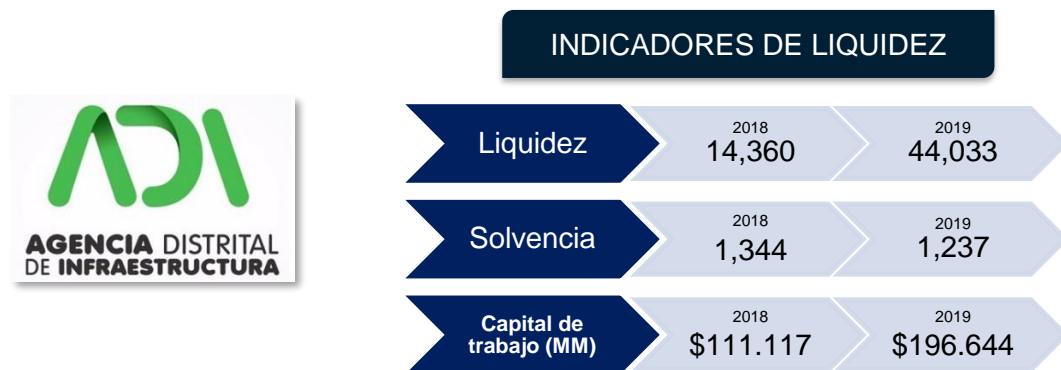 INDICADORES DE LIQUIDEZ
ADI
AGENCIA DISTRITAL
DE INFRAESTRUCTURA
Liquidez
2018
14,360
2019
44,033
Solvencia
2018
1,344
2019
1,237
Capital de
trabajo (MM)
2018
$111.117
2019
$196.644